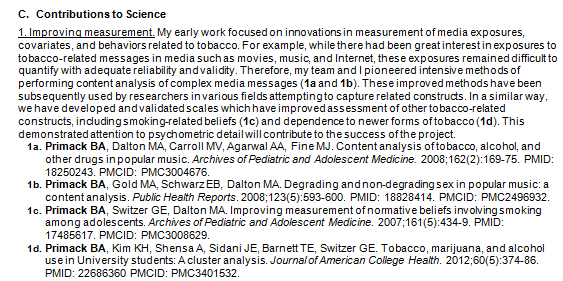 C. Contributions to Science
1. Improving measurement. My early work focused on innovations in measurement of media exposures,
covariates, and behaviors related to tobacco. For example, while there had been great interest in exposures to
tobacco-related messages in media such as movies, music, and Internet, these exposures remained difficult to
quantify with adequate reliability and validity. Therefore, my team and I pioneered intensive methods of
performing content analysis of complex media messages (1a and 1b). These improved methods have been
subsequently used by researchers in various fields attempting to capture related constructs. In a similar way,
we have developed and validated scales which have improved assessment of other tobacco-related
constructs, including smoking-related beliefs (1c) and dependence to newer forms of tobacco (1d). This
demonstrated attention to psychometric detail will contribute to the success of the project.
1a. Primack BA, Dalton MA, Carroll MV, Agarwal AA, Fine MJ. Content analysis of tobacco, alcohol, and
other drugs in popular music. Archives of Pediatric and Adolescent Medicine. 2008;162(2):169-75. PMID:
18250243. PMCID: PMC3004676.
1b. Primack BA, Gold MA, Schwarz EB, Dalton MA. Degrading and non-degrading sex in popular music: a
content analysis. Public Health Reports. 2008;123(5):593-600. PMID: 18828414. PMCID: PMC2496932.
1c. Primack BA, Switzer GE, Dalton MA. Improving measurement of normative beliefs involving smoking
among adolescents. Archives of Pediatric and Adolescent Medicine. 2007;161(5):434-9. PMID:
17485617. PMCID: PMC3008629.
1d. Primack BA, Kim KH, Shensa A, Sidani JE, Barnett TE, Switzer GE. Tobacco, marijuana, and alcohol
use in University students: A cluster analysis. Journal of American College Health. 2012;60(5):374-86.
PMID: 22686360 PMCID: PMC3401532.